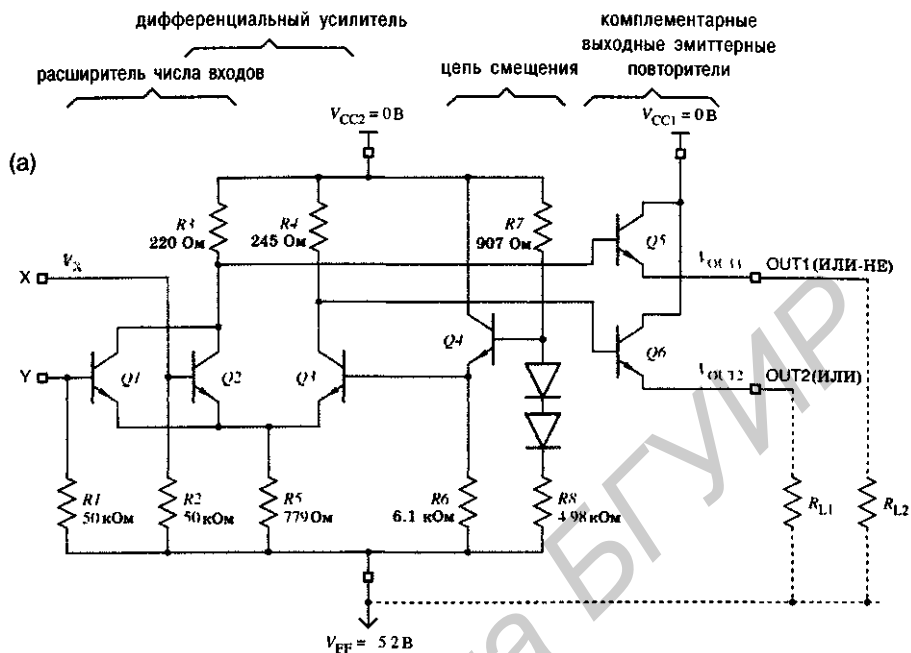 дифференциальный усилитель
комплементарные
выходные эмиттерные
повторители
расширитель числа входов
цепь смещения
V_CC2 = 0 В
V_CC1 = 0 В
(a)
R3
220 Ом
R4
245 Ом
R7
907 Ом
X
V_X
Q5
OUT1 (ИЛИ-НЕ)
Y
Q1
Q2
Q3
Q4
Q6
V_OUT2
OUT2 (ИЛИ)
R1
50 кОм
R2
50 кОм
R5
779 Ом
R6
6.1 кОм
R8
4 98 кОм
R_L1
R_L2
V_EE = 5 2 В
БГУИР